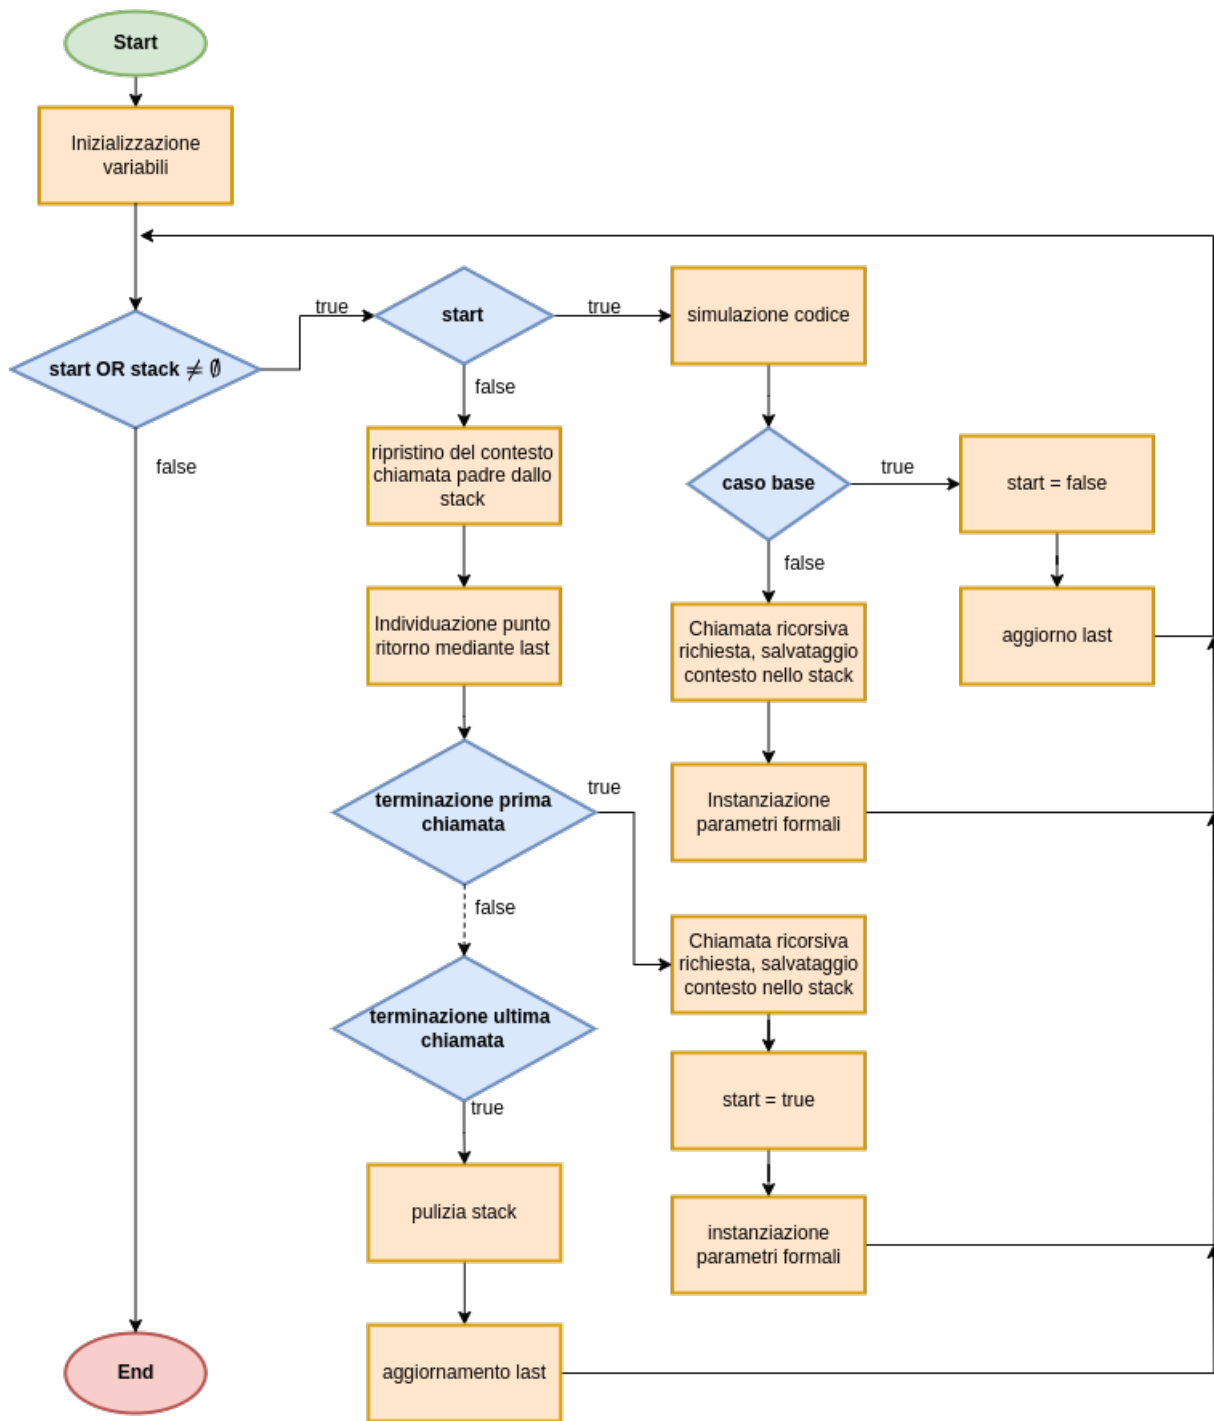 Start
Inizializzazione
variabili
start OR stack ≠ ∅
true
false
start
true
false
simulazione codice
ripristino del contesto
chiamata padre dallo
stack
caso base
true
false
start = false
aggiorno last
Individuazione punto
ritorno mediante last
Chiamata ricorsiva
richiesta, salvataggio
contesto nello stack
Instanziazione
parametri formali
terminazione prima
chiamata
true
false
Chiamata ricorsiva
richiesta, salvataggio
contesto nello stack
terminazione ultima
chiamata
true
start = true
pulizia stack
instanziazione
parametri formali
aggiornamento last
End